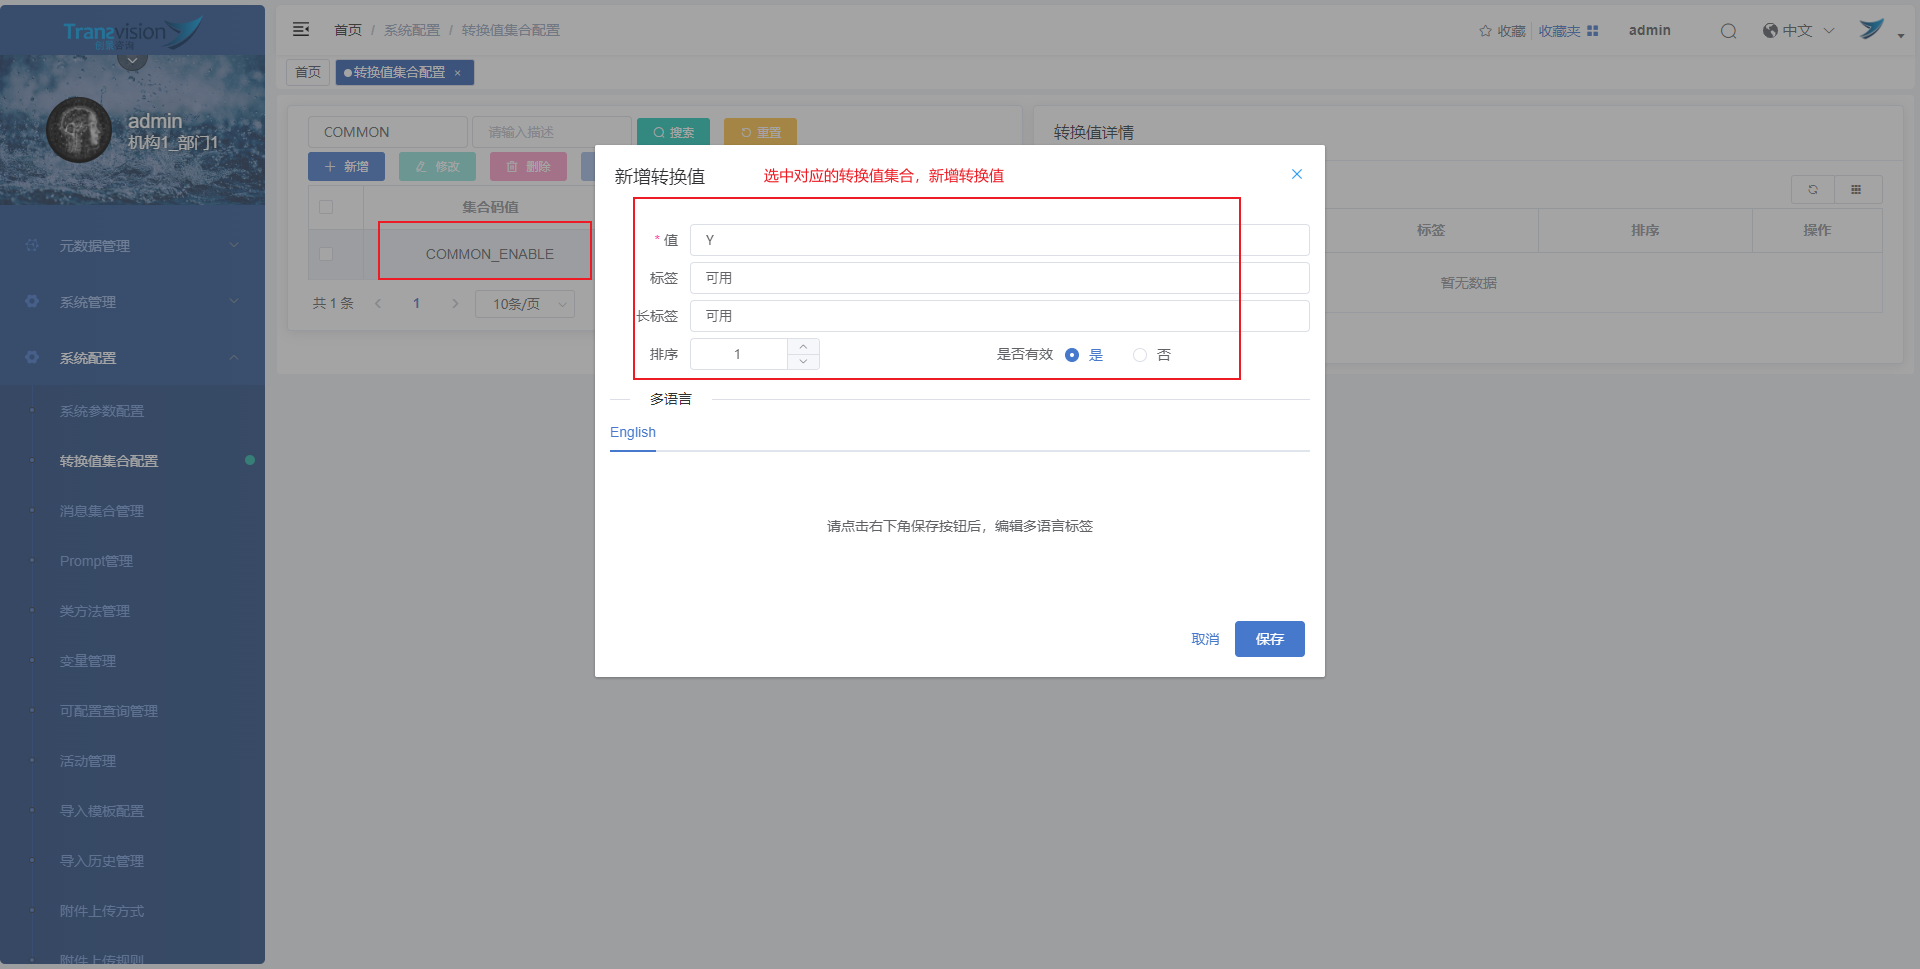 Tranzvision
创景咨询
首页 / 系统配置 / 转换值集合配置
收藏 收藏夹 admin 中文
首页 转换值集合配置 ×
admin
机构1_部门1
元数据管理
系统管理
系统配置
系统参数配置
转换值集合配置
消息集合管理
Prompt管理
类方法管理
变量管理
可配置查询管理
活动管理
导入模板配置
导入历史管理
附件上传方式
附件上传规则
COMMON 请输入描述 搜索 重置
新增 修改 删除
集合码值
COMMON_ENABLE
共 1 条 1 10条/页
转换值详情
标签 排序 操作
暂无数据
新增转换值 选中对应的转换值集合，新增转换值
* 值 Y
标签 可用
长标签 可用
排序 1 是否有效 是 否
多语言
English
请点击右下角保存按钮后，编辑多语言标签
取消 保存